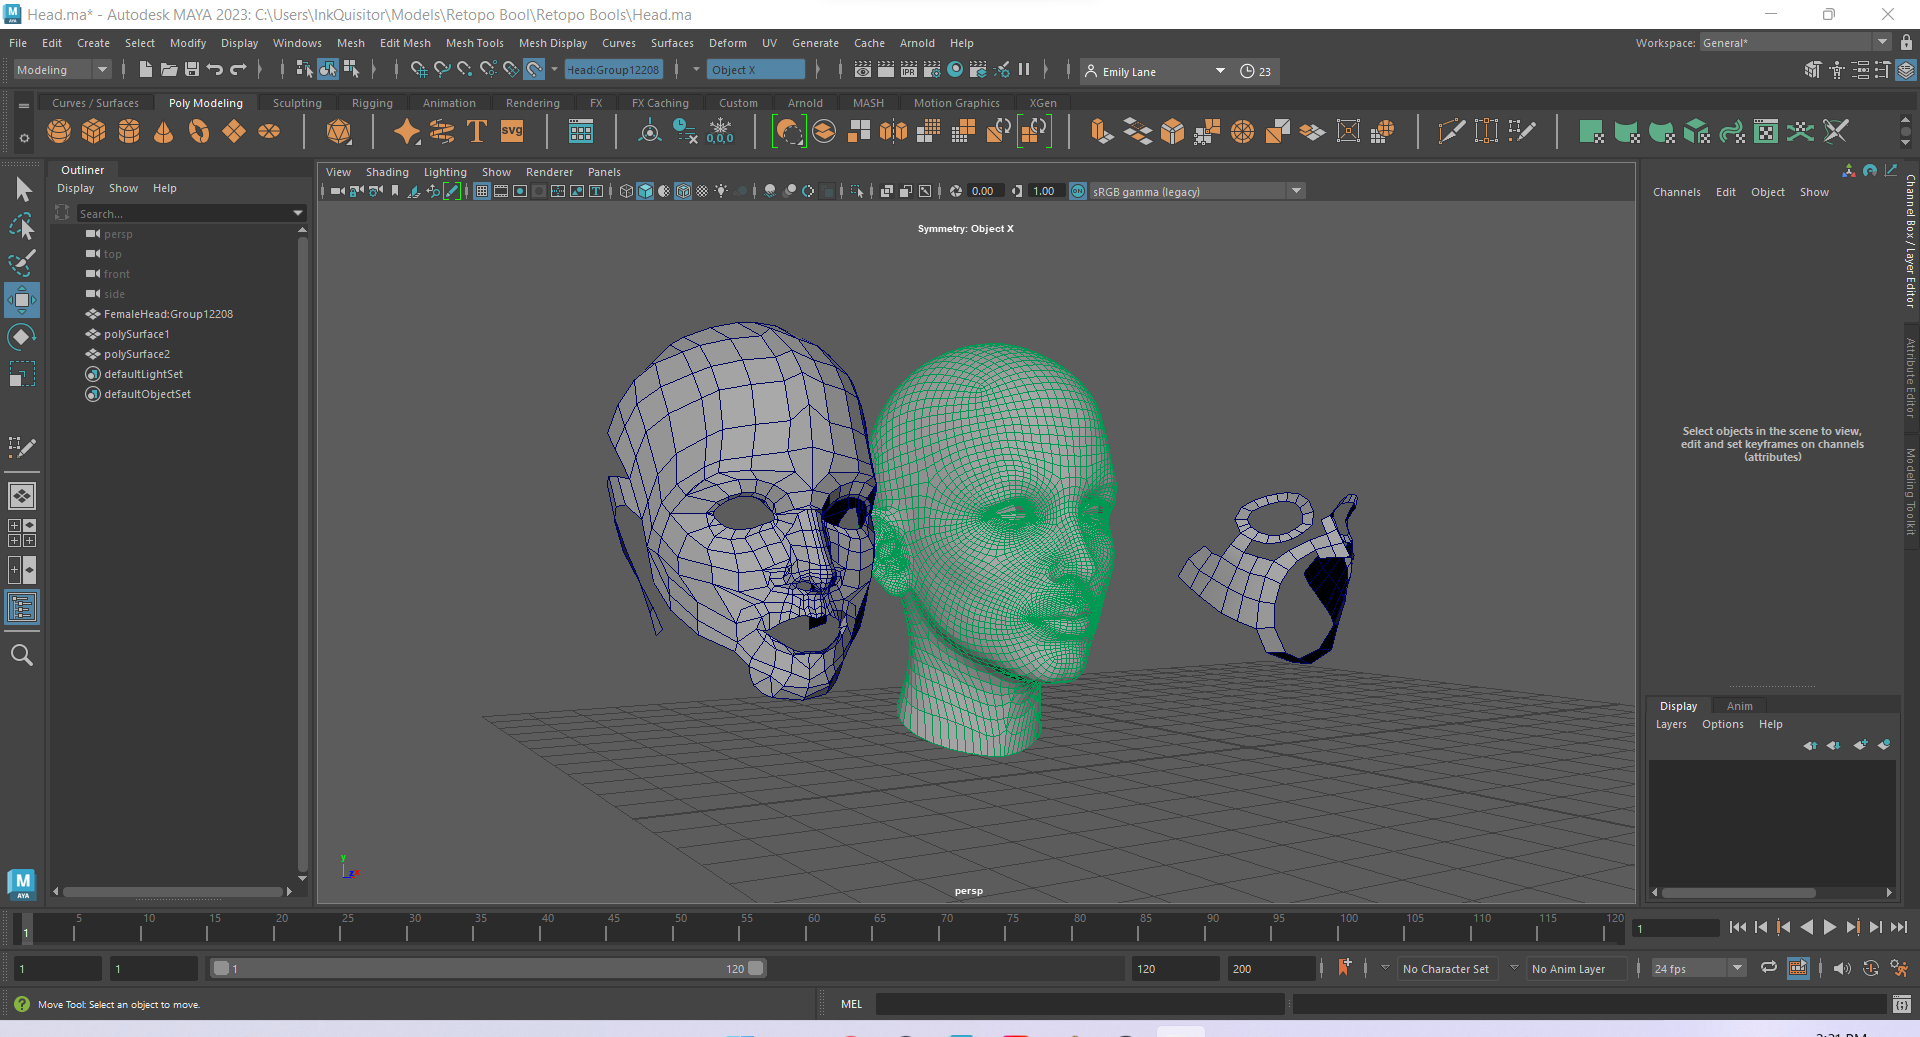 Head.ma* - Autodesk MAYA 2023: C:\Users\InkQuisitor\Models\Retopo Bool\Retopo Bools\Head.ma
File Edit Create Select Modify Display Windows Mesh Edit Mesh Mesh Tools Mesh Display Curves Surfaces Deform UV Generate Cache Arnold Help Workspace: General*
Modeling Head:Group12208 Object X IPR Emily Lane 23
Curves / Surfaces Poly Modeling Sculpting Rigging Animation Rendering FX FX Caching Custom Arnold MASH Motion Graphics XGen
T SVG 0,0,0
Outliner
Display Show Help
Search...
persp
top
front
side
FemaleHead:Group12208
polySurface1
polySurface2
defaultLightSet
defaultObjectSet
View Shading Lighting Show Renderer Panels
0.00 1.00 ON sRGB gamma (legacy)
Symmetry: Object X
persp
y
z x
Channels Edit Object Show
Select objects in the scene to view,
edit and set keyframes on channels
(attributes)
Channel Box / Layer Editor
Attribute Editor
Modeling Toolkit
Display Anim
Layers Options Help
M
AYA
5 10 15 20 25 30 35 40 45 50 55 60 65 70 75 80 85 90 95 100 105 110 115 120
1 1
1 1 1 120 120 200 No Character Set No Anim Layer 24 fps
Move Tool: Select an object to move. MEL